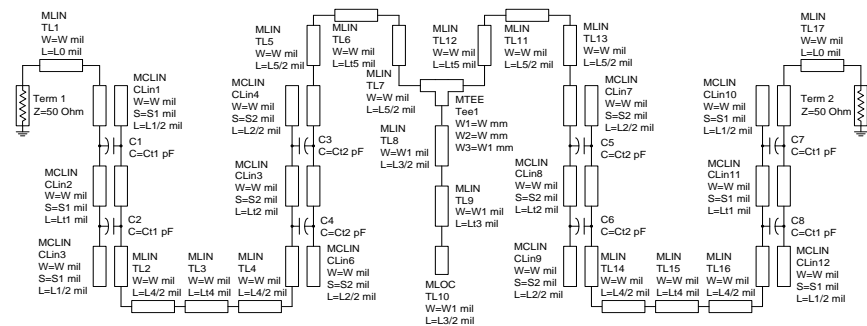 MLIN
TL1
W=W mil
L=L0 mil
Term 1
Z=50 Ohm
MCLIN
CLin1
W=W mil
S=S1 mil
L=L1/2 mil
C1
C=Ct1 pF
MCLIN
CLin2
W=W mil
S=S1 mil
L=Lt1 mil
C2
C=Ct1 pF
MCLIN
CLin3
W=W mil
S=S1 mil
L=L1/2 mil
MLIN
TL2
W=W mil
L=L4/2 mil
MLIN
TL3
W=W mil
L=Lt4 mil
MLIN
TL4
W=W mil
L=L4/2 mil
MLIN
TL5
W=W mil
L=L5/2 mil
MCLIN
CLin4
W=W mil
S=S2 mil
L=L2/2 mil
C3
C=Ct2 pF
MCLIN
CLin3
W=W mil
S=S2 mil
L=Lt2 mil
C4
C=Ct2 pF
MCLIN
CLin6
W=W mil
S=S2 mil
L=L2/2 mil
MLIN
TL6
W=W mil
L=Lt5 mil
MLIN
TL7
W=W mil
L=L5/2 mil
MTEE
Tee1
W1=W mm
W2=W mm
W3=W1 mm
MLIN
TL8
W=W1 mil
L=L3/2 mil
MLIN
TL9
W=W1 mil
L=Lt3 mil
MLOC
TL10
W=W1 mil
L=L3/2 mil
MLIN
TL12
W=W mil
L=Lt5 mil
MLIN
TL11
W=W mil
L=L5/2 mil
MLIN
TL13
W=W mil
L=L5/2 mil
MCLIN
CLin7
W=W mil
S=S2 mil
L=L2/2 mil
C5
C=Ct2 pF
MCLIN
CLin8
W=W mil
S=S2 mil
L=Lt2 mil
C6
C=Ct2 pF
MCLIN
CLin9
W=W mil
S=S2 mil
L=L2/2 mil
MLIN
TL14
W=W mil
L=L4/2 mil
MLIN
TL15
W=W mil
L=Lt4 mil
MLIN
TL16
W=W mil
L=L4/2 mil
MCLIN
CLin10
W=W mil
S=S1 mil
L=L1/2 mil
C7
C=Ct1 pF
MCLIN
CLin11
W=W mil
S=S1 mil
L=Lt1 mil
C8
C=Ct1 pF
MCLIN
CLin12
W=W mil
S=S1 mil
L=L1/2 mil
MLIN
TL17
W=W mil
L=L0 mil
Term 2
Z=50 Ohm